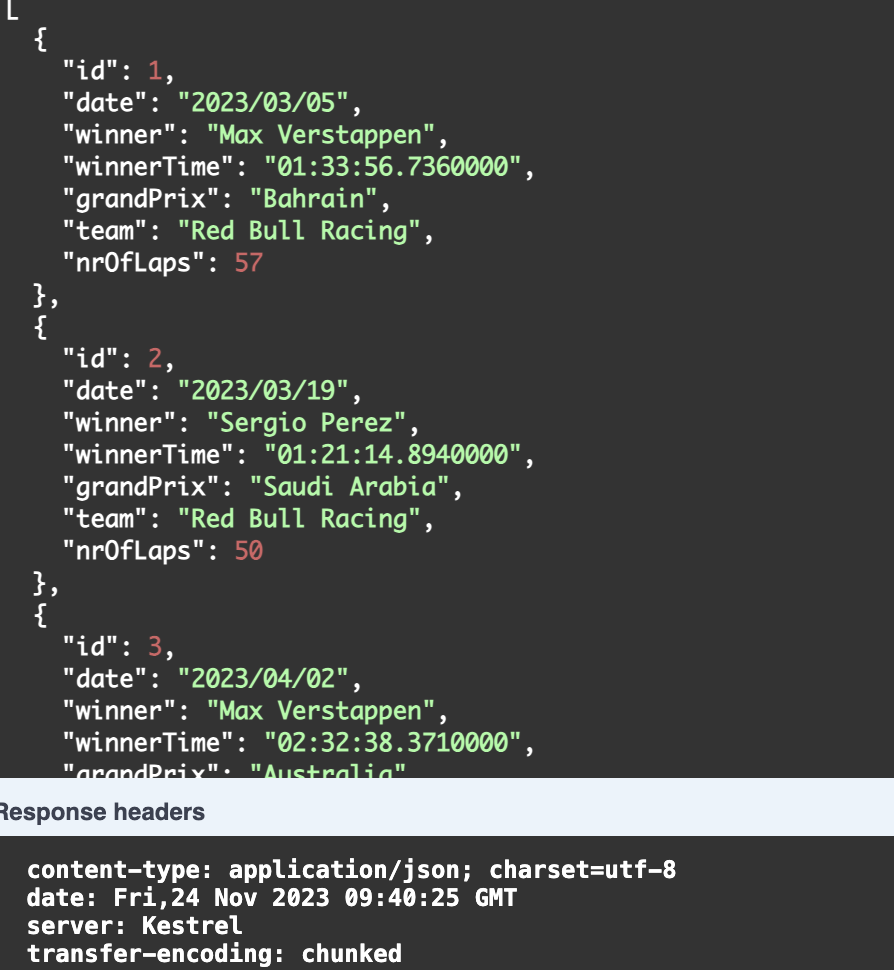 [
{
"id": 1,
"date": "2023/03/05",
"winner": "Max Verstappen",
"winnerTime": "01:33:56.7360000",
"grandPrix": "Bahrain",
"team": "Red Bull Racing",
"nrOfLaps": 57
},
{
"id": 2,
"date": "2023/03/19",
"winner": "Sergio Perez",
"winnerTime": "01:21:14.8940000",
"grandPrix": "Saudi Arabia",
"team": "Red Bull Racing",
"nrOfLaps": 50
},
{
"id": 3,
"date": "2023/04/02",
"winner": "Max Verstappen",
"winnerTime": "02:32:38.3710000",
"grandPrix": "Australia"
Response headers
content-type: application/json; charset=utf-8
date: Fri,24 Nov 2023 09:40:25 GMT
server: Kestrel
transfer-encoding: chunked